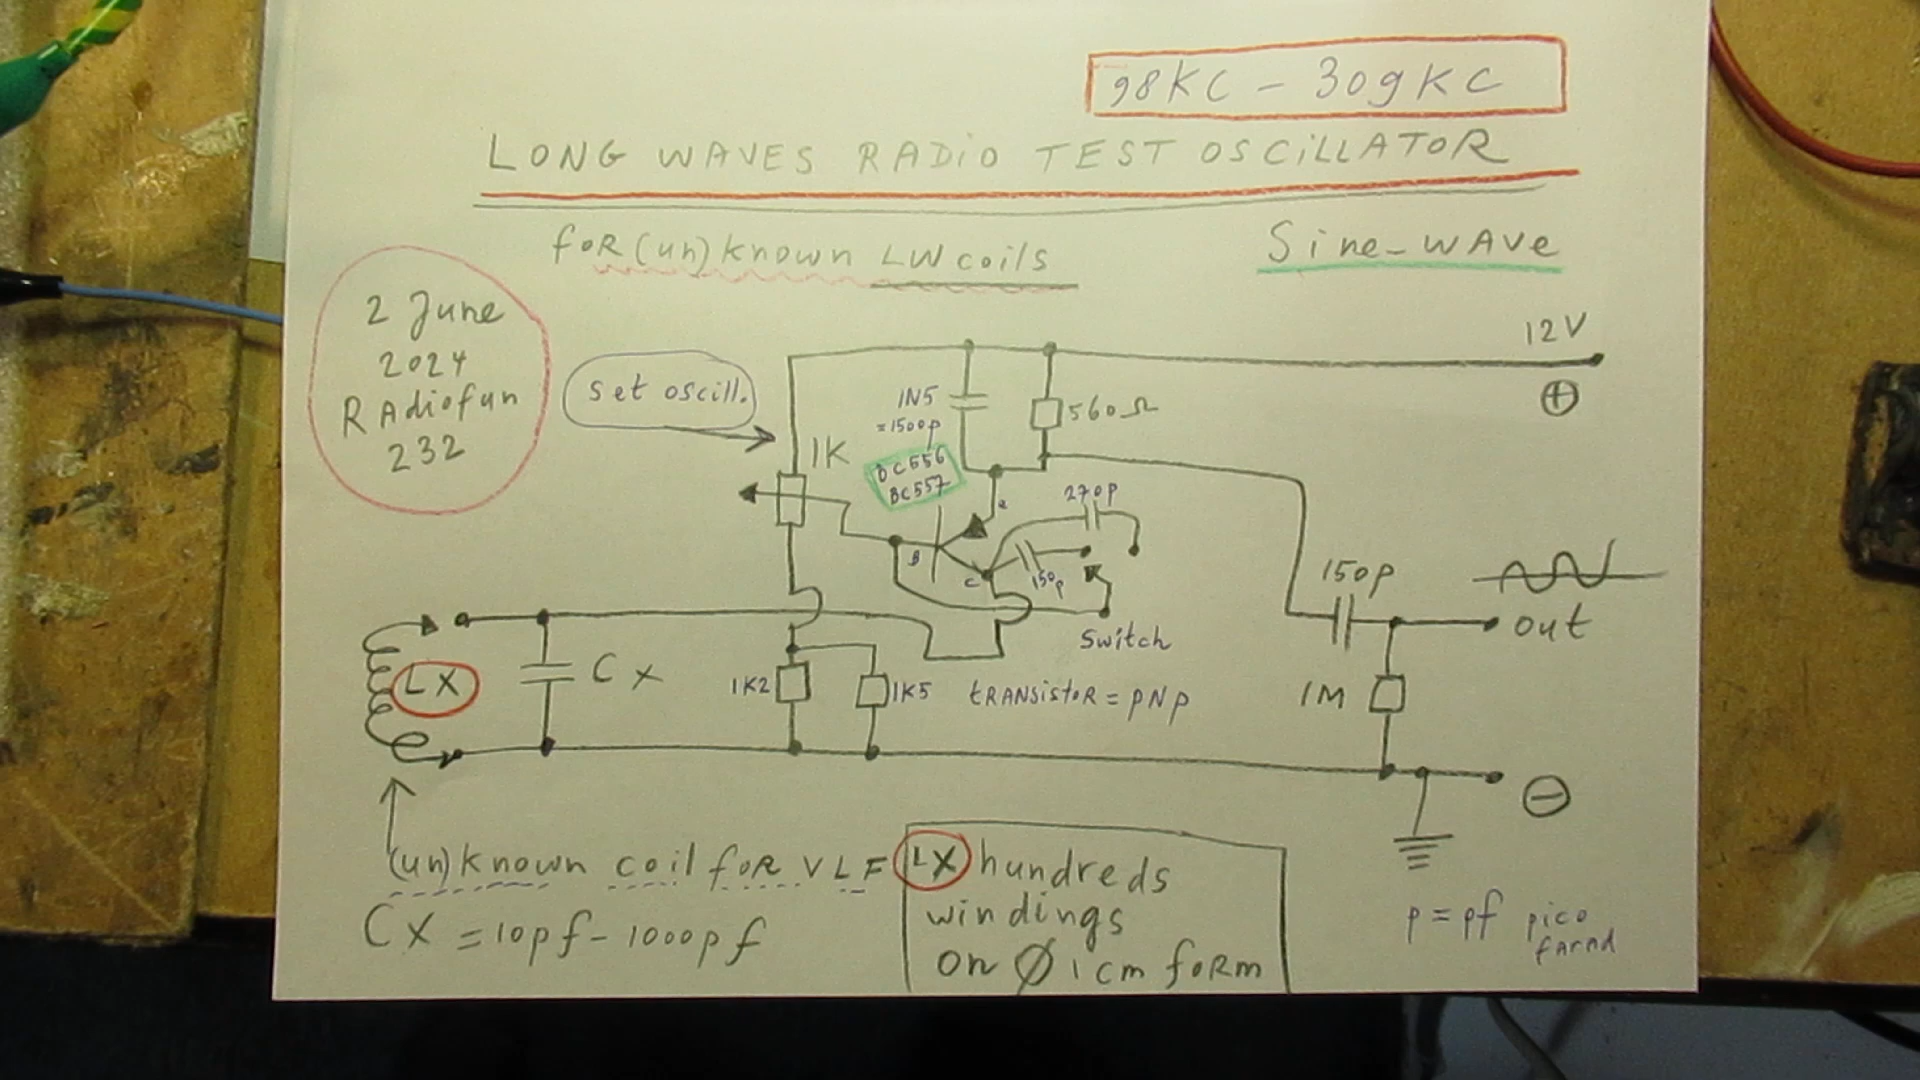 98KC - 309KC
LONG WAVES RADiO TEST OSCiLLATOR
foR (un)known LW coils
Sine-wAVe
2 June
2024
RAdiofun
232
set oscill.
12V
+
1N5
=1500p
560Ω
1K
BC556
BC557
e
270p
B
C
150p
150p
out
Switch
LX
Cx
1K2
1K5
tRANSistoR = pNp
1M
−
(un)known coil foR VLF
CX = 10pf - 1000pf
LX hundreds
windings
on Ø 1cm foRm
p = pf pico
farad